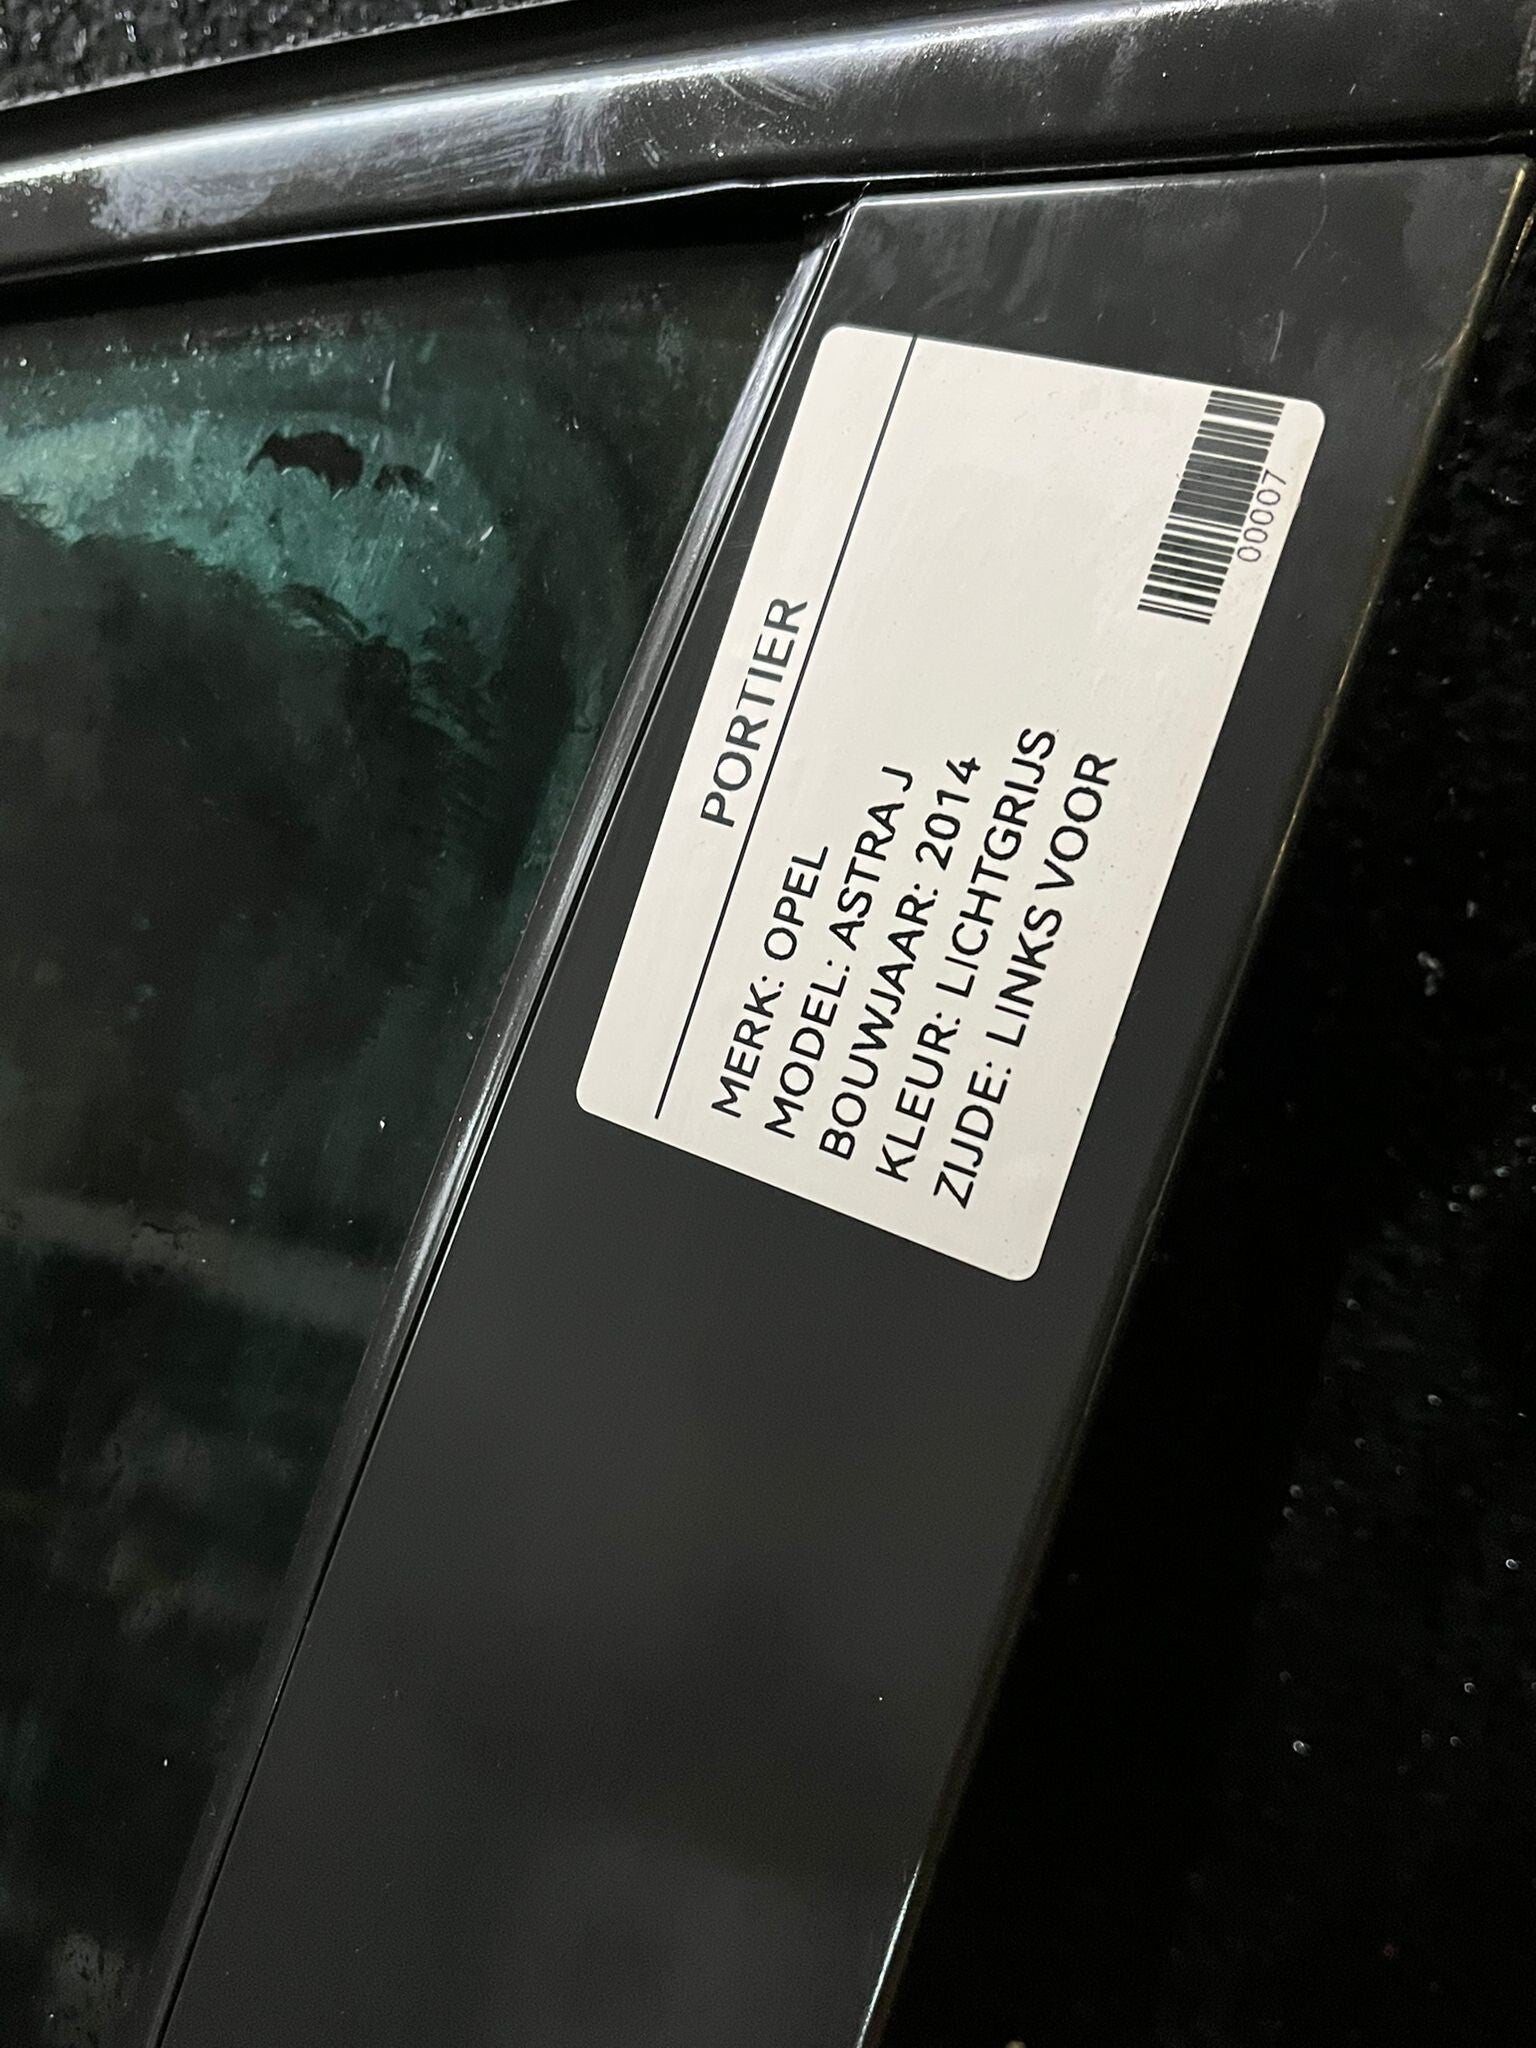 PORTIER
MERK: OPEL
MODEL: ASTRA J
BOUWJAAR: 2014
KLEUR: LICHTGRIJS
ZIJDE: LINKS VOOR
00007